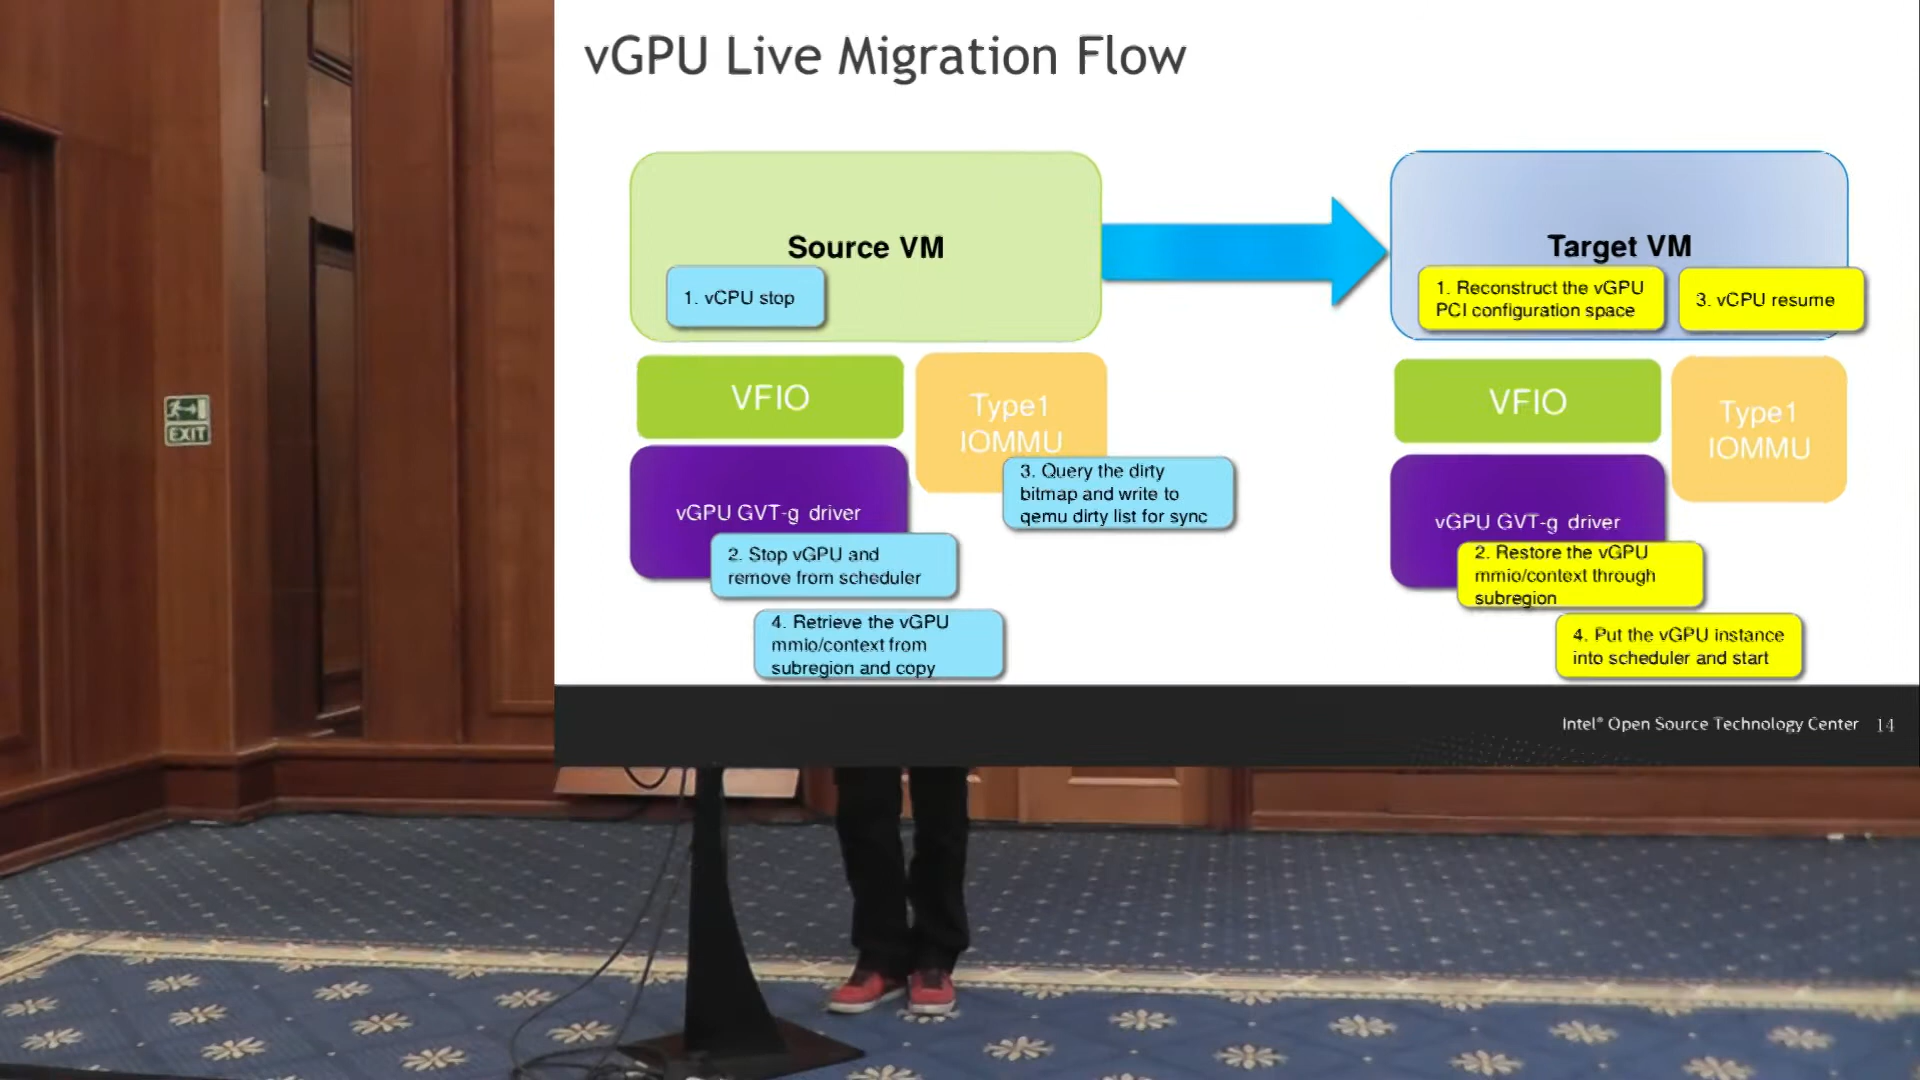 vGPU Live Migration Flow
Source VM
1. vCPU stop
VFIO
Type1
IOMMU
vGPU GVT-g driver
2. Stop vGPU and
remove from scheduler
3. Query the dirty
bitmap and write to
qemu dirty list for sync
4. Retrieve the vGPU
mmio/context from
subregion and copy
Target VM
1. Reconstruct the vGPU
PCI configuration space
3. vCPU resume
VFIO
Type1
IOMMU
vGPU GVT-g driver
2. Restore the vGPU
mmio/context through
subregion
4. Put the vGPU instance
into scheduler and start
Intel® Open Source Technology Center 14
EXIT